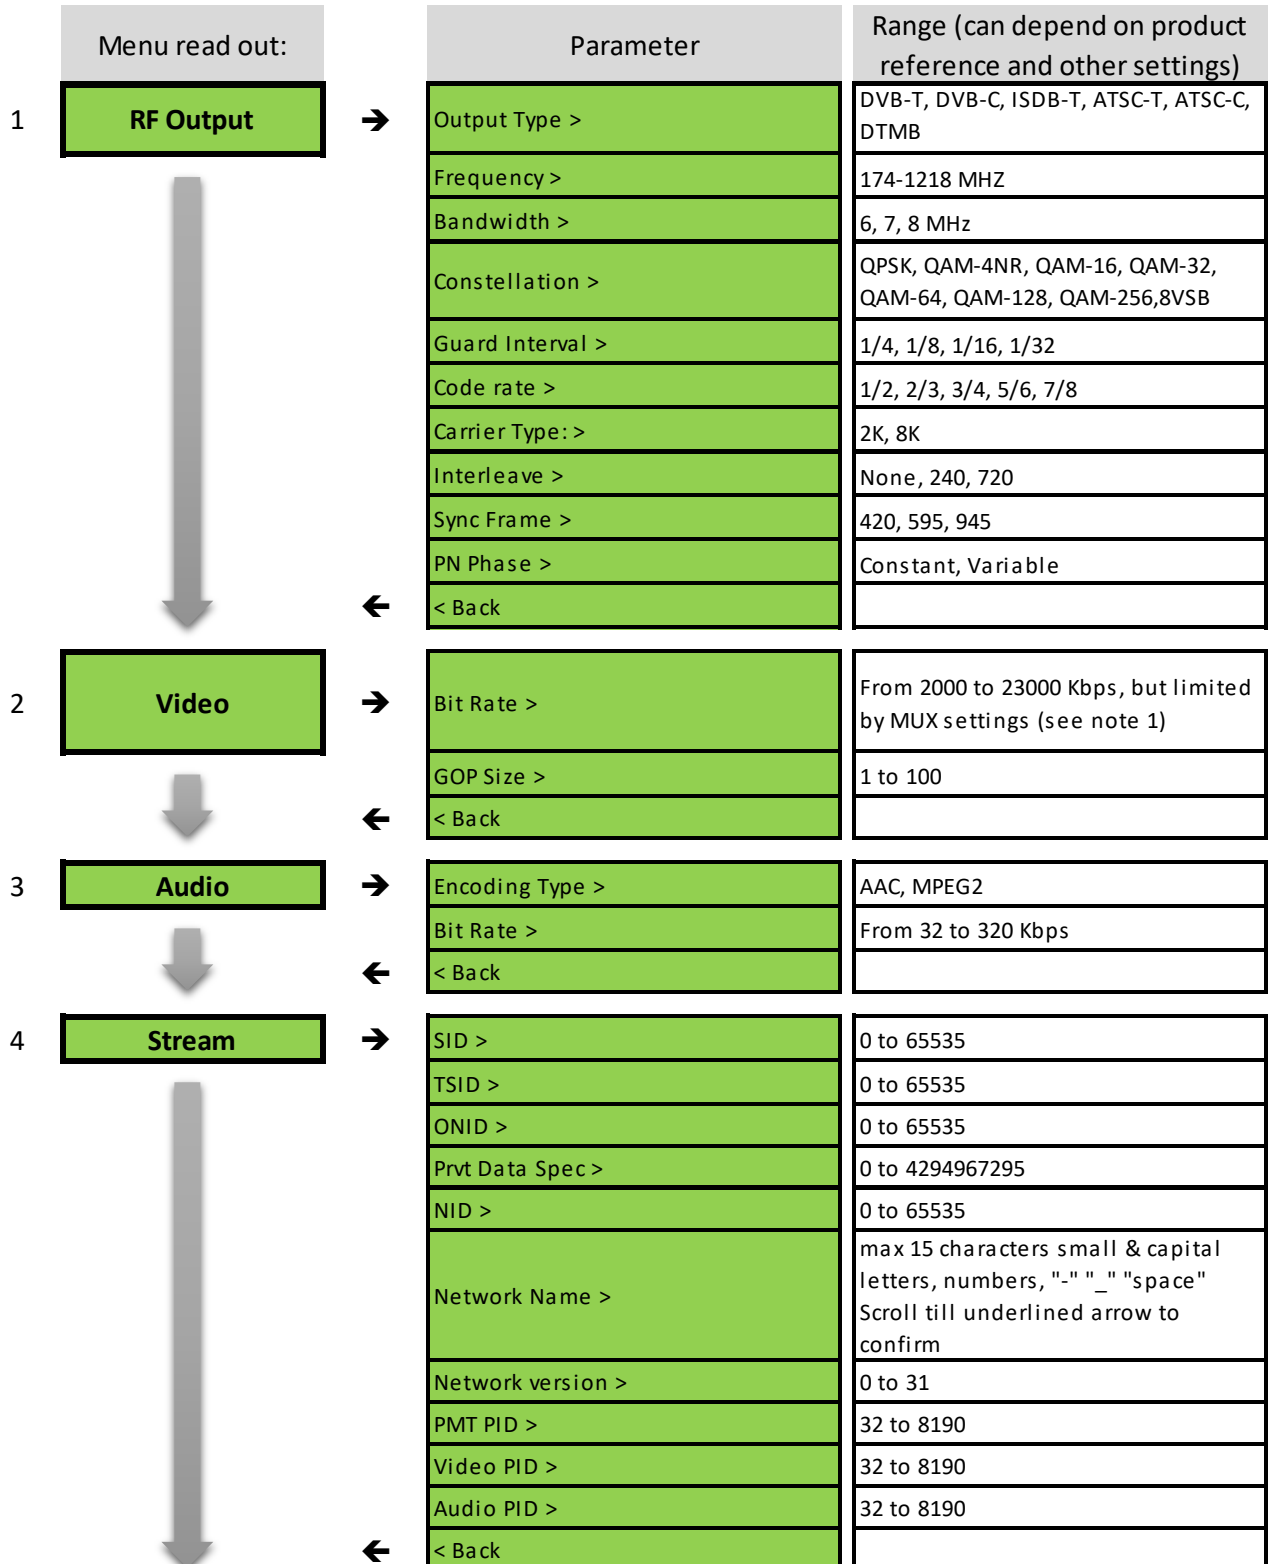 Menu read out:
Parameter
Range (can depend on product
reference and other settings)
1
RF Output
➔
Output Type >
DVB-T, DVB-C, ISDB-T, ATSC-T, ATSC-C,
DTMB
Frequency >
174-1218 MHZ
Bandwidth >
6, 7, 8 MHz
Constellation >
QPSK, QAM-4NR, QAM-16, QAM-32,
QAM-64, QAM-128, QAM-256,8VSB
Guard Interval >
1/4, 1/8, 1/16, 1/32
Code rate >
1/2, 2/3, 3/4, 5/6, 7/8
Carrier Type: >
2K, 8K
Interleave >
None, 240, 720
Sync Frame >
420, 595, 945
PN Phase >
Constant, Variable
< Back
2
Video
Bit Rate >
From 2000 to 23000 Kbps, but limited
by MUX settings (see note 1)
GOP Size >
1 to 100
< Back
3
Audio
Encoding Type >
AAC, MPEG2
Bit Rate >
From 32 to 320 Kbps
< Back
4
Stream
SID >
0 to 65535
TSID >
0 to 65535
ONID >
0 to 65535
Prvt Data Spec >
0 to 4294967295
NID >
0 to 65535
Network Name >
max 15 characters small & capital
letters, numbers, "-" "_" "space"
Scroll till underlined arrow to
confirm
Network version >
0 to 31
PMT PID >
32 to 8190
Video PID >
32 to 8190
Audio PID >
32 to 8190
< Back